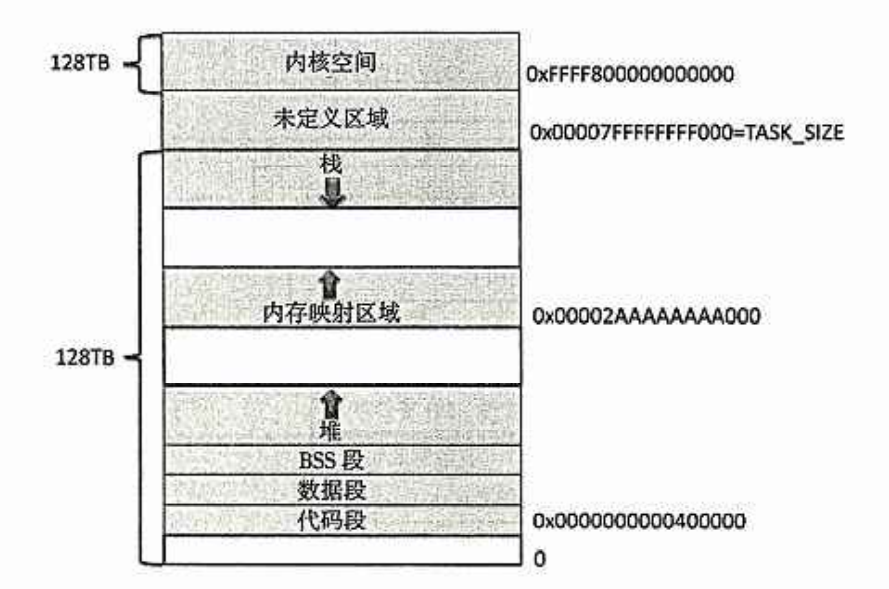 128TB
内核空间
0xFFFF800000000000
未定义区域
0x00007FFFFFFFF000=TASK_SIZE
栈
内存映射区域
0x00002AAAAAAAA000
128TB
堆
BSS 段
数据段
代码段
0x0000000000400000
0